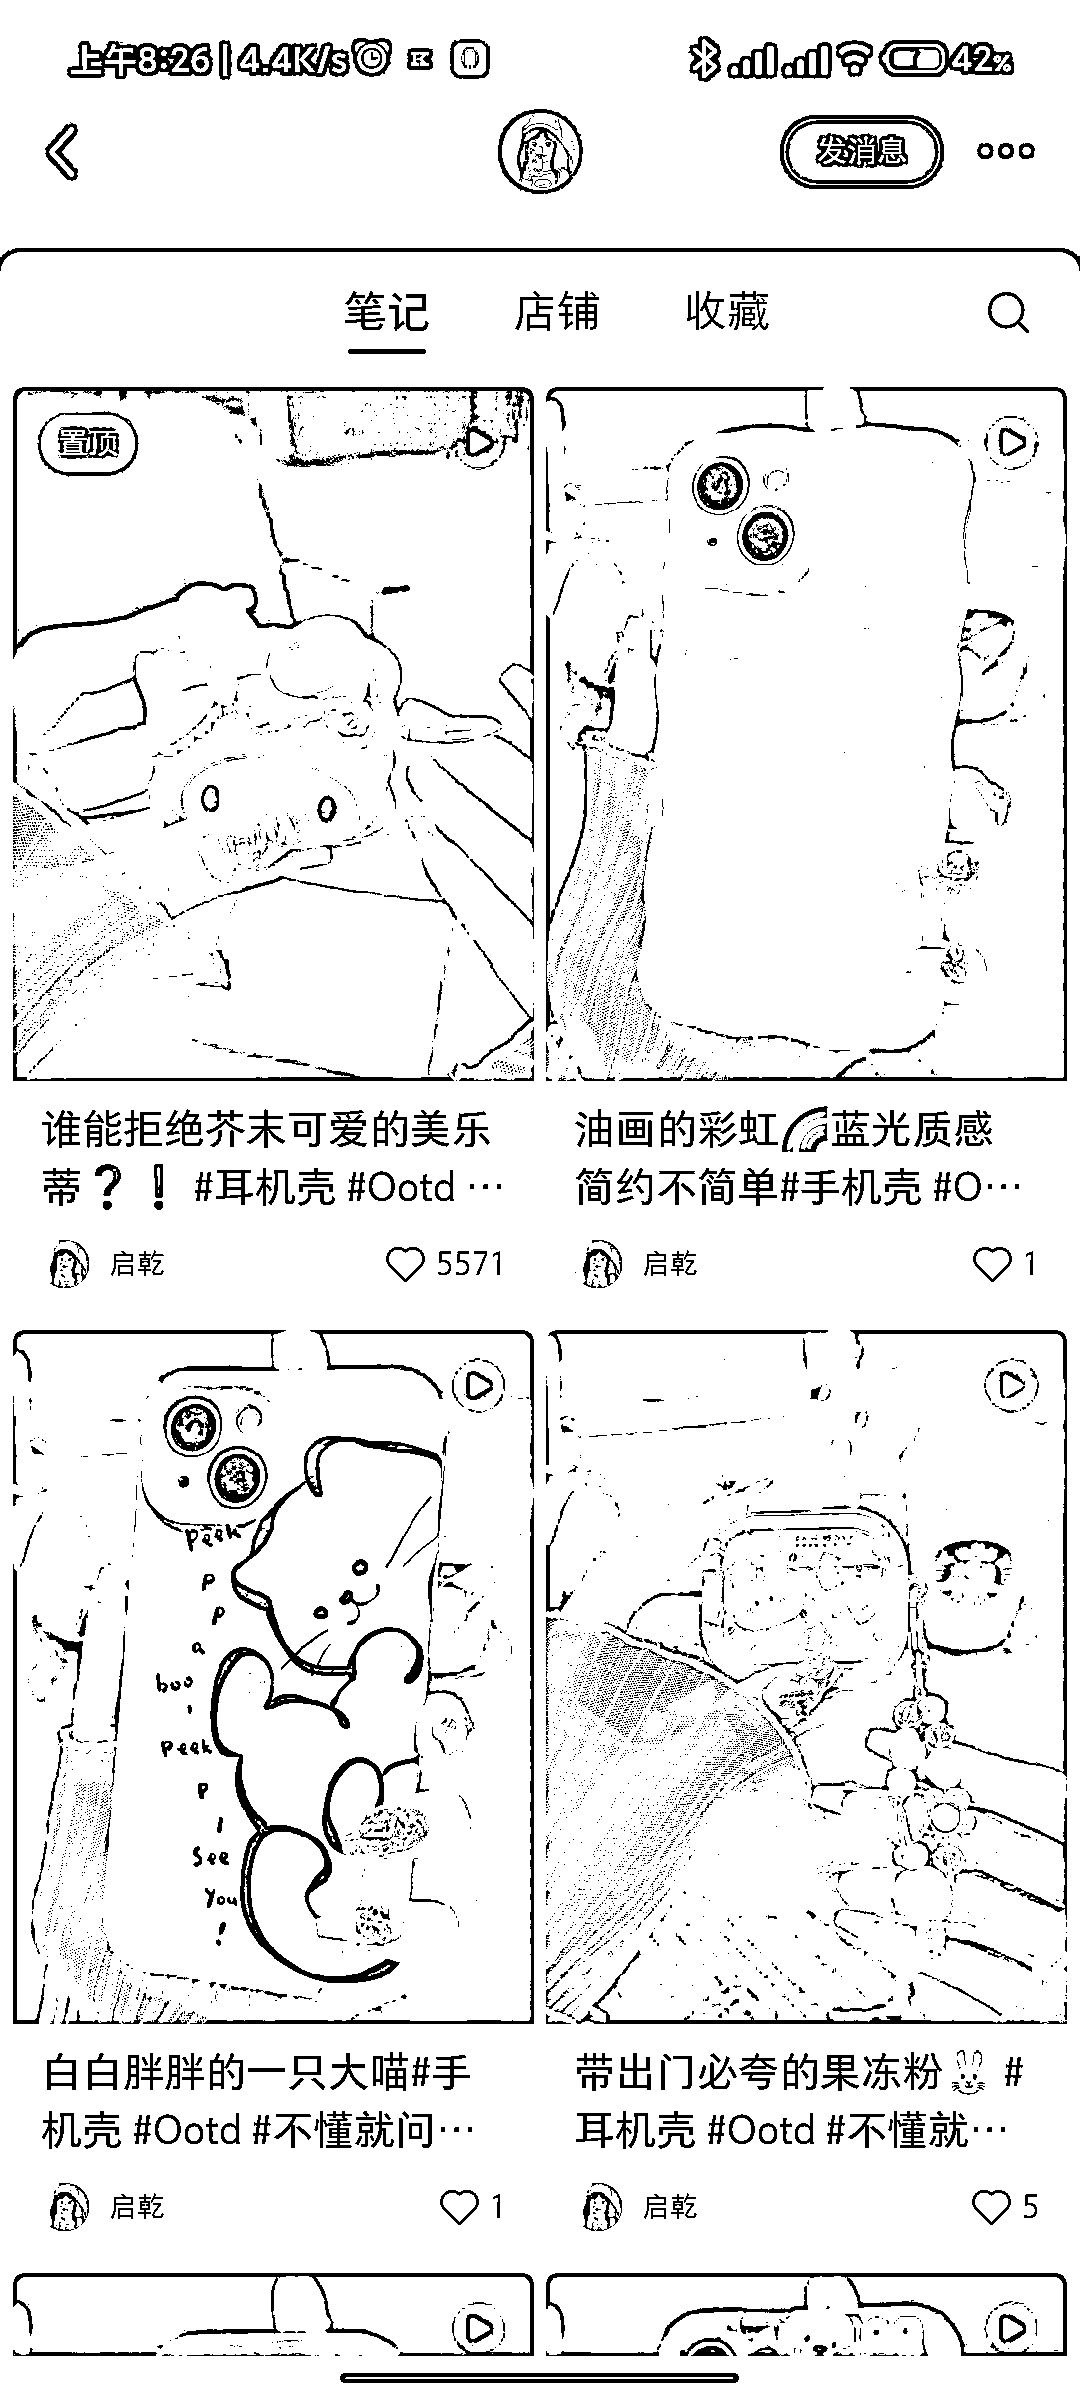 上午8:26 | 4.4K/s
42%
发消息
笔记
店铺
收藏
置顶
谁能拒绝芥末可爱的美乐
蒂❓❗ #耳机壳 #Ootd …
启乾
5571
油画的彩虹🌈蓝光质感
简约不简单#手机壳 #O…
启乾
1
peek
P
P
a
boo
I
Peek
P
I
See
You
!
白白胖胖的一只大喵#手
机壳 #Ootd #不懂就问…
启乾
1
带出门必夸的果冻粉🐰 #
耳机壳 #Ootd #不懂就…
启乾
5